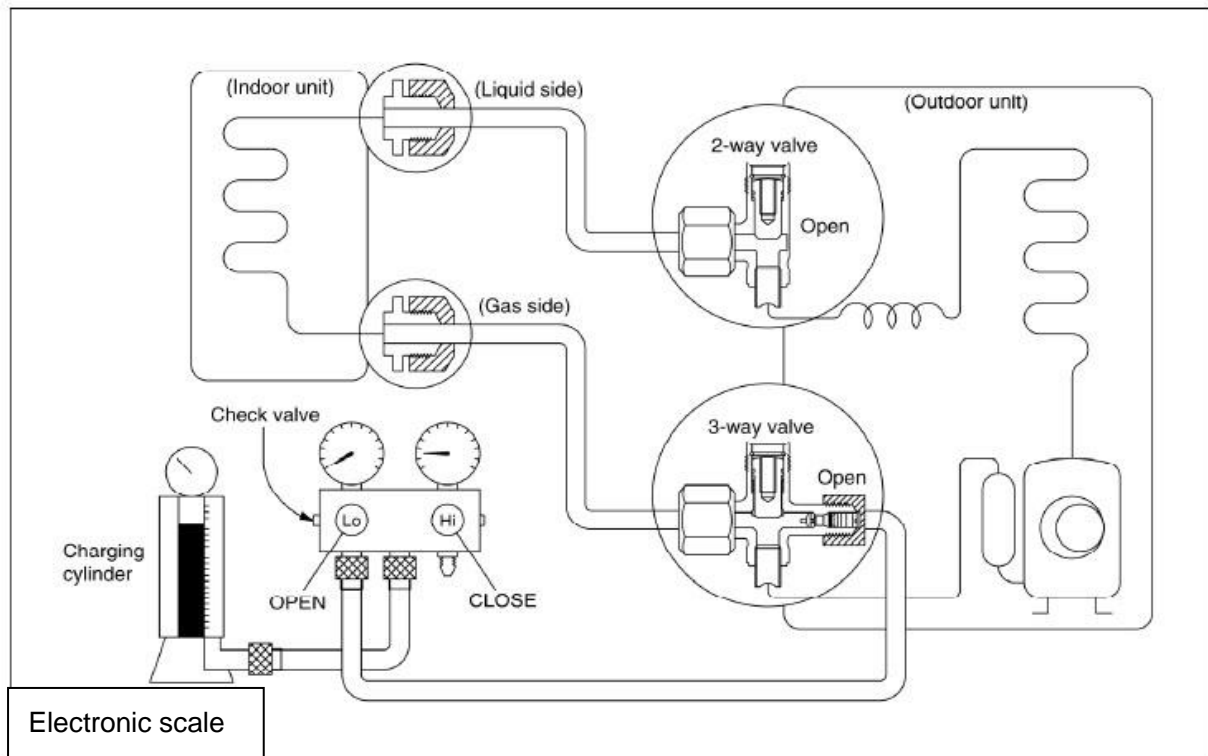 (Indoor unit)
(Liquid side)
(Outdoor unit)
2-way valve
Open
(Gas side)
Check valve
3-way valve
Open
Lo
Hi
Charging
cylinder
OPEN
CLOSE
Electronic scale